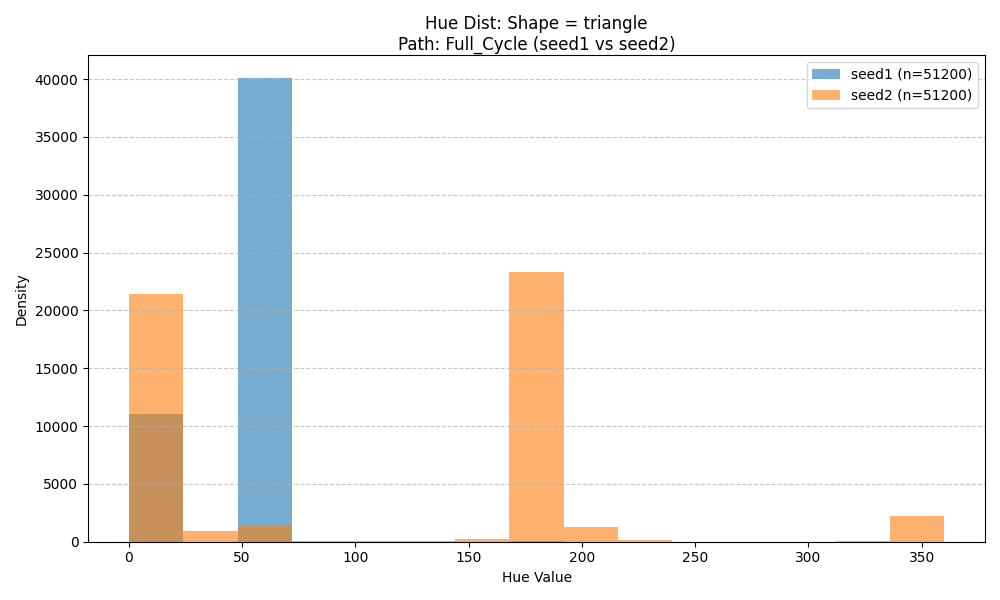 Hue Dist: Shape = triangle
Path: Full_Cycle (seed1 vs seed2)
seed1 (n=51200)
seed2 (n=51200)
Density
40000
35000
30000
25000
20000
15000
10000
5000
0
0 50 100 150 200 250 300 350
Hue Value